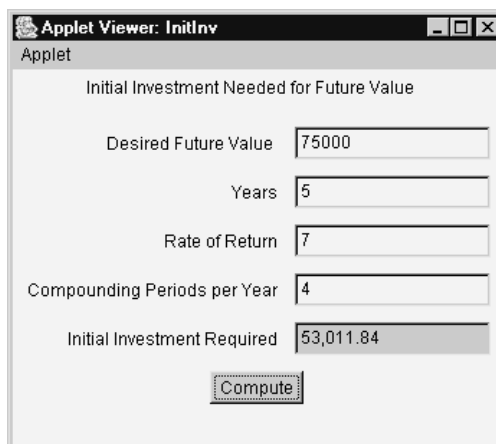 Applet Viewer: InitInv
Applet
Initial Investment Needed for Future Value
Desired Future Value 75000
Years 5
Rate of Return 7
Compounding Periods per Year 4
Initial Investment Required 53,011.84
Compute